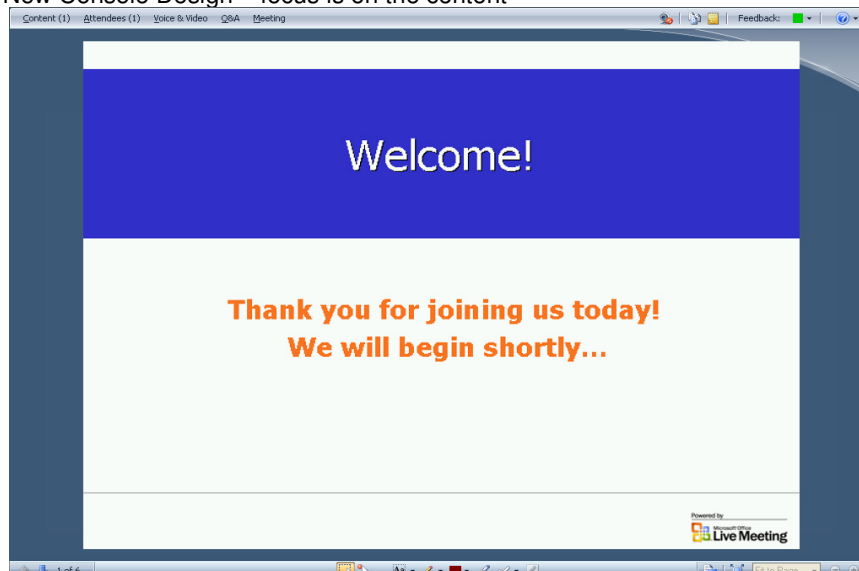 New Console Design – focus is on the content
Content (1) Attendees (1) Voice & Video Q&A Meeting Feedback:
Welcome!
Thank you for joining us today!
We will begin shortly...
Powered by
Microsoft Office
Live Meeting
1 of 6 Aa Fit to Page